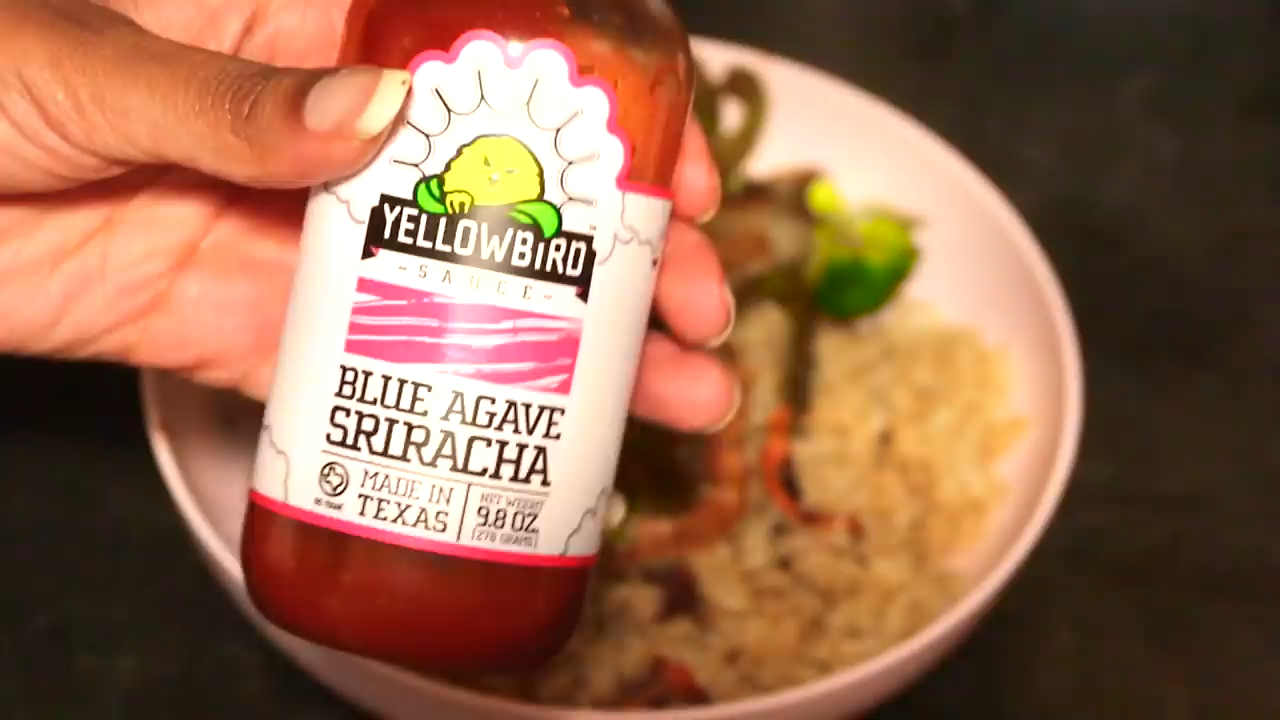 YELLOWBIRD
- SAUCE -
BLUE AGAVE
SRIRACHA
MADE IN
TEXAS
NET WEIGHT
9.8 OZ
(278 GRAMS)